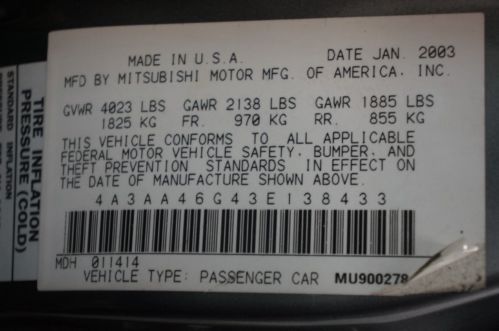 MADE IN U.S.A. DATE JAN. 2003
MFD BY MITSUBISHI MOTOR MFG. OF AMERICA, INC.
GVWR 4023 LBS GAWR 2138 LBS GAWR 1885 LBS
1825 KG FR. 970 KG RR. 855 KG
THIS VEHICLE CONFORMS TO ALL APPLICABLE
FEDERAL MOTOR VEHICLE SAFETY, BUMPER, AND
THEFT PREVENTION STANDARDS IN EFFECT ON
THE DATE OF MANUFACTURE SHOWN ABOVE.
4A3AA46G43E138433
MDH 011414
VEHICLE TYPE: PASSENGER CAR MU900278
TIRE INFLATION
PRESSURE (COLD)
STANDARD INFLATION